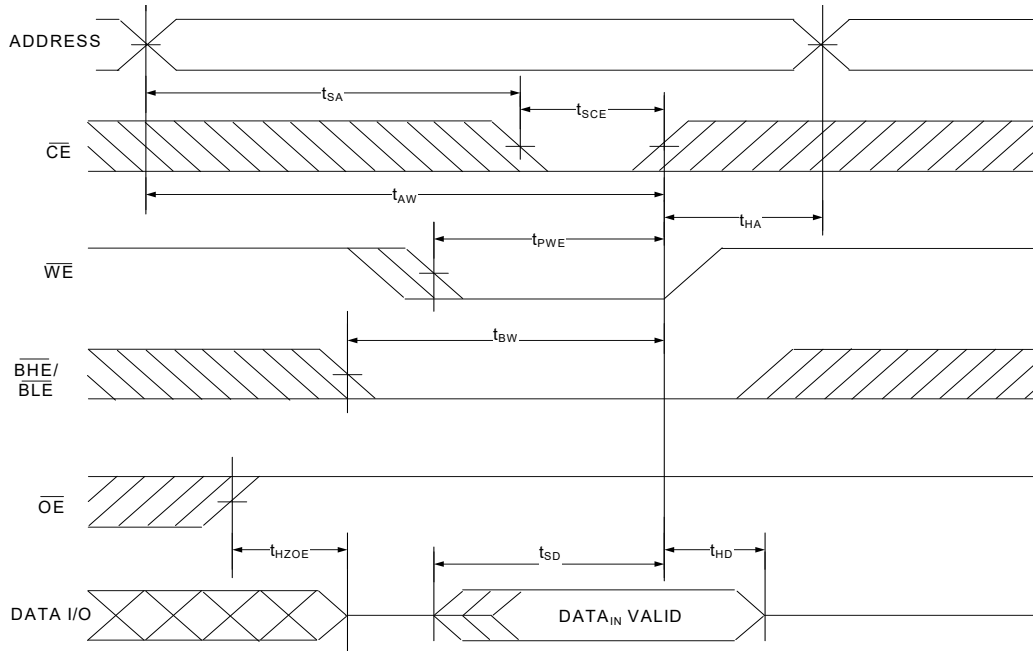 ADDRESS
tSA
tSCE
CE
tAW
tHA
tPWE
WE
tBW
BHE/
BLE
OE
tHZOE
tSD
tHD
DATA I/O
DATAIN VALID